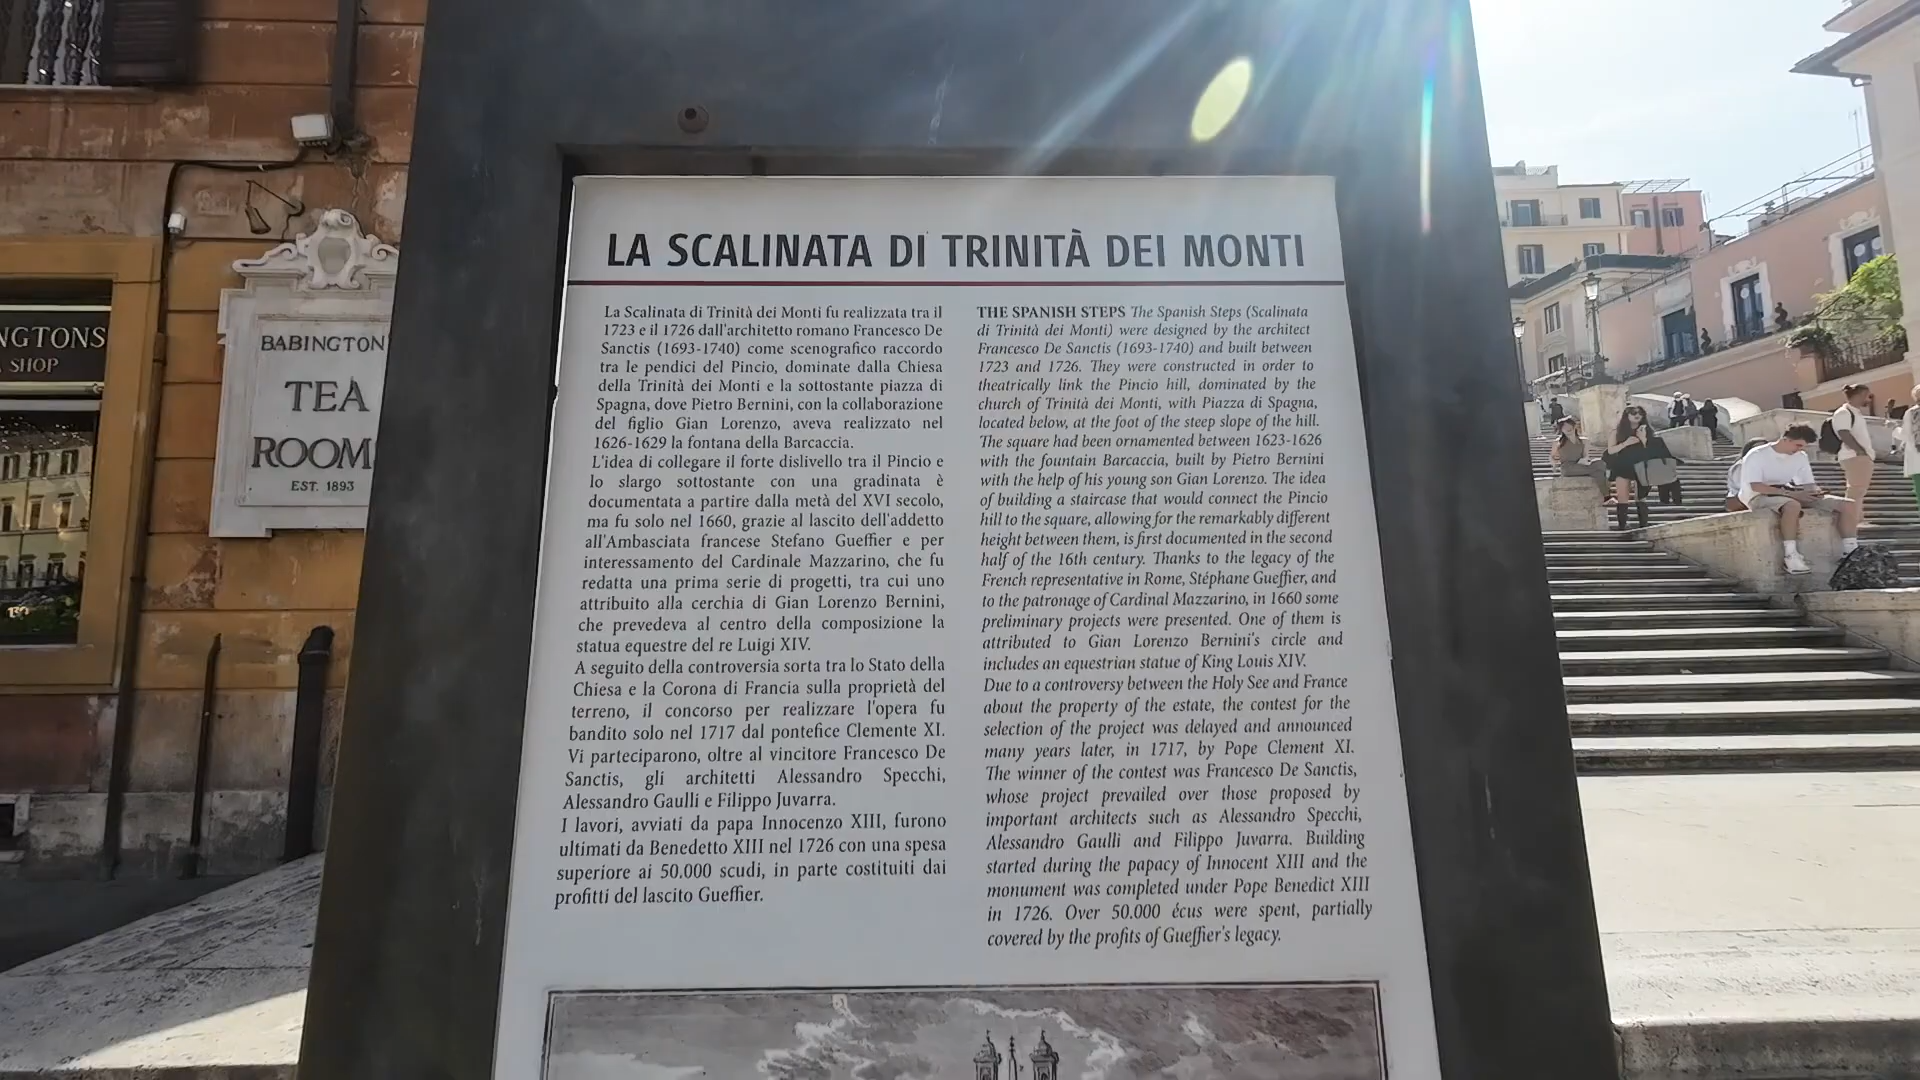 NGTONS
SHOP
BABINGTON
TEA
ROOM
EST. 1893
LA SCALINATA DI TRINITÀ DEI MONTI
La Scalinata di Trinità dei Monti fu realizzata tra il
1723 e il 1726 dall'architetto romano Francesco De
Sanctis (1693-1740) come scenografico raccordo
tra le pendici del Pincio, dominate dalla Chiesa
della Trinità dei Monti e la sottostante piazza di
Spagna, dove Pietro Bernini, con la collaborazione
del figlio Gian Lorenzo, aveva realizzato nel
1626-1629 la fontana della Barcaccia.
L'idea di collegare il forte dislivello tra il Pincio e
lo slargo sottostante con una gradinata è
documentata a partire dalla metà del XVI secolo,
ma fu solo nel 1660, grazie al lascito dell'addetto
all'Ambasciata francese Stefano Gueffier e per
interessamento del Cardinale Mazzarino, che fu
redatta una prima serie di progetti, tra cui uno
attribuito alla cerchia di Gian Lorenzo Bernini,
che prevedeva al centro della composizione la
statua equestre del re Luigi XIV.
A seguito della controversia sorta tra lo Stato della
Chiesa e la Corona di Francia sulla proprietà del
terreno, il concorso per realizzare l'opera fu
bandito solo nel 1717 dal pontefice Clemente XI.
Vi parteciparono, oltre al vincitore Francesco De
Sanctis, gli architetti Alessandro Specchi,
Alessandro Gaulli e Filippo Juvarra.
I lavori, avviati da papa Innocenzo XIII, furono
ultimati da Benedetto XIII nel 1726 con una spesa
superiore ai 50.000 scudi, in parte costituiti dai
profitti del lascito Gueffier.
THE SPANISH STEPS The Spanish Steps (Scalinata
di Trinità dei Monti) were designed by the architect
Francesco De Sanctis (1693-1740) and built between
1723 and 1726. They were constructed in order to
theatrically link the Pincio hill, dominated by the
church of Trinità dei Monti, with Piazza di Spagna,
located below, at the foot of the steep slope of the hill.
The square had been ornamented between 1623-1626
with the fountain Barcaccia, built by Pietro Bernini
with the help of his young son Gian Lorenzo. The idea
of building a staircase that would connect the Pincio
hill to the square, allowing for the remarkably different
height between them, is first documented in the second
half of the 16th century. Thanks to the legacy of the
French representative in Rome, Stéphane Gueffier, and
to the patronage of Cardinal Mazzarino, in 1660 some
preliminary projects were presented. One of them is
attributed to Gian Lorenzo Bernini's circle and
includes an equestrian statue of King Louis XIV.
Due to a controversy between the Holy See and France
about the property of the estate, the contest for the
selection of the project was delayed and announced
many years later, in 1717, by Pope Clement XI.
The winner of the contest was Francesco De Sanctis,
whose project prevailed over those proposed by
important architects such as Alessandro Specchi,
Alessandro Gaulli and Filippo Juvarra. Building
started during the papacy of Innocent XIII and the
monument was completed under Pope Benedict XIII
in 1726. Over 50.000 écus were spent, partially
covered by the profits of Gueffier's legacy.